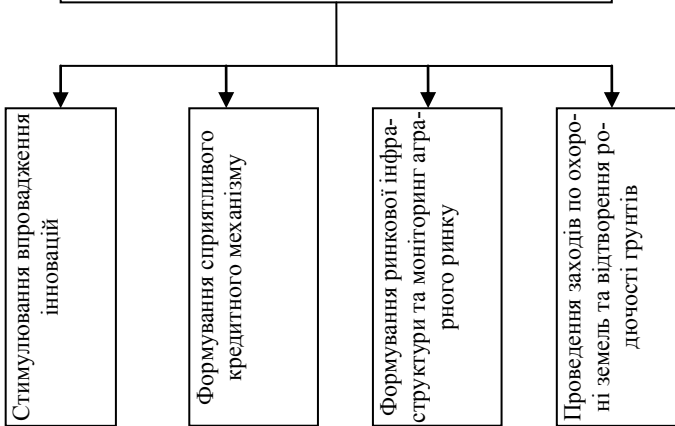 Стимулювання впровадження
інновацій
Формування сприятливого
кредитного механізму
Формування ринкової інфра-
структури та моніторинг агра-
рного ринку
Проведення заходів по охоро-
ні земель та відтворення ро-
дючості грунтів